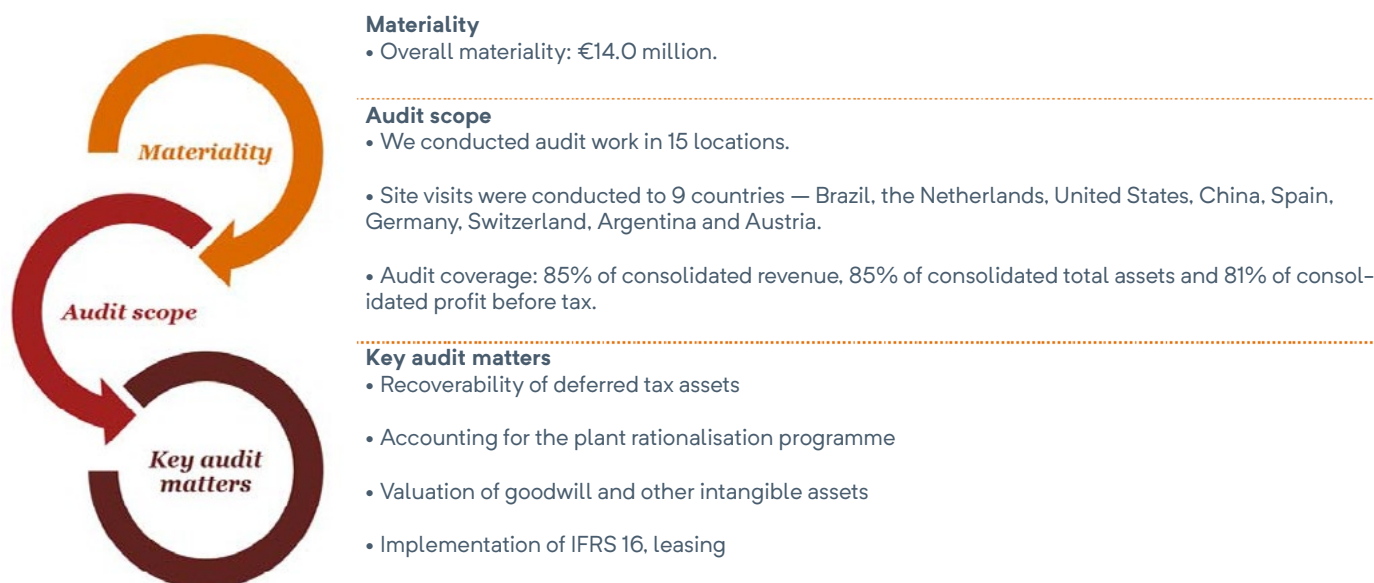 Materiality
• Overall materiality: €14.0 million.
Materiality
Audit scope
• We conducted audit work in 15 locations.
• Site visits were conducted to 9 countries — Brazil, the Netherlands, United States, China, Spain,
Germany, Switzerland, Argentina and Austria.
• Audit coverage: 85% of consolidated revenue, 85% of consolidated total assets and 81% of consol-
idated profit before tax.
Audit scope
Key audit matters
• Recoverability of deferred tax assets
• Accounting for the plant rationalisation programme
• Valuation of goodwill and other intangible assets
• Implementation of IFRS 16, leasing
Key audit
matters